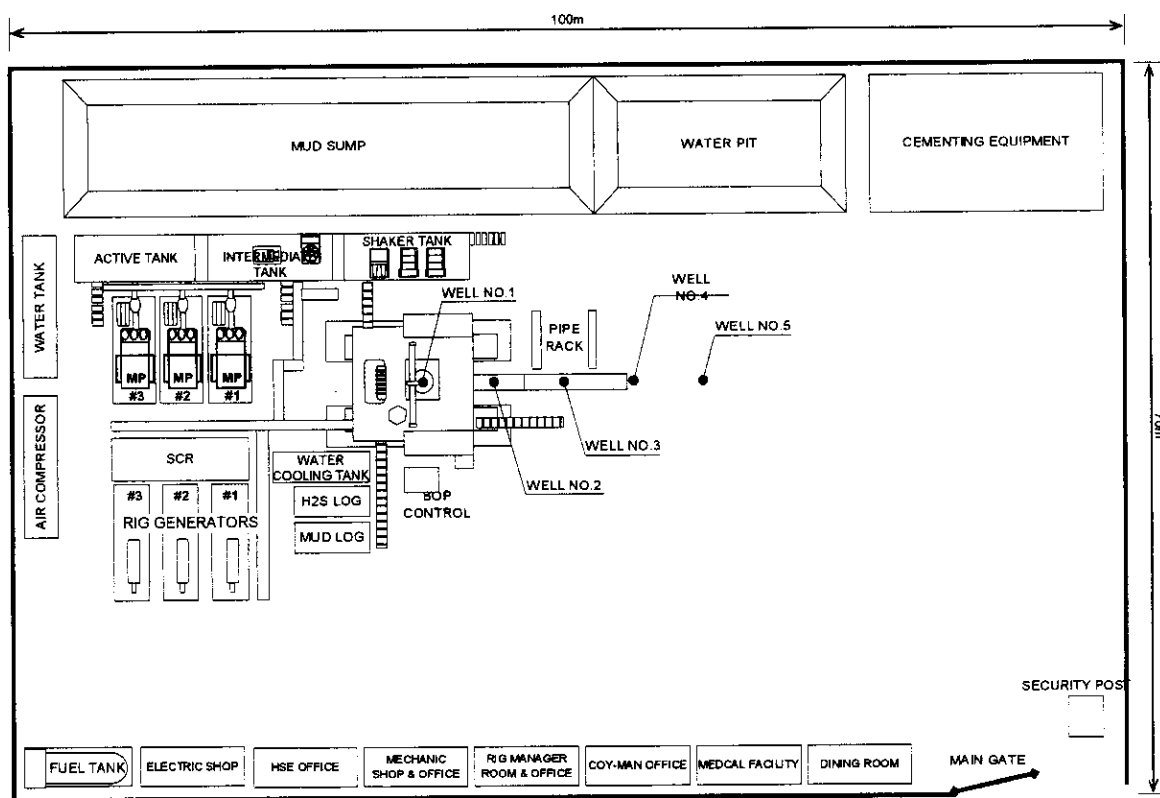 100m
MUD SUMP
WATER PIT
CEMENTING EQUIPMENT
WATER TANK
ACTIVE TANK
INTERMEDIATE
TANK
SHAKER TANK
WELL NO.1
WELL
NO.4
WELL NO.5
PIPE
RACK
MP
#3
MP
#2
MP
#1
70m
WELL NO.3
WELL NO.2
AIR COMPRESSOR
SCR
WATER
COOLING TANK
#3
#2
#1
RIG GENERATORS
H2S LOG
MUD LOG
BOP
CONTROL
SECURITY POST
FUEL TANK
ELECTRIC SHOP
HSE OFFICE
MECHANIC
SHOP & OFFICE
RIG MANAGER
ROOM & OFFICE
COY-MAN OFFICE
MEDCAL FACILITY
DINING ROOM
MAIN GATE